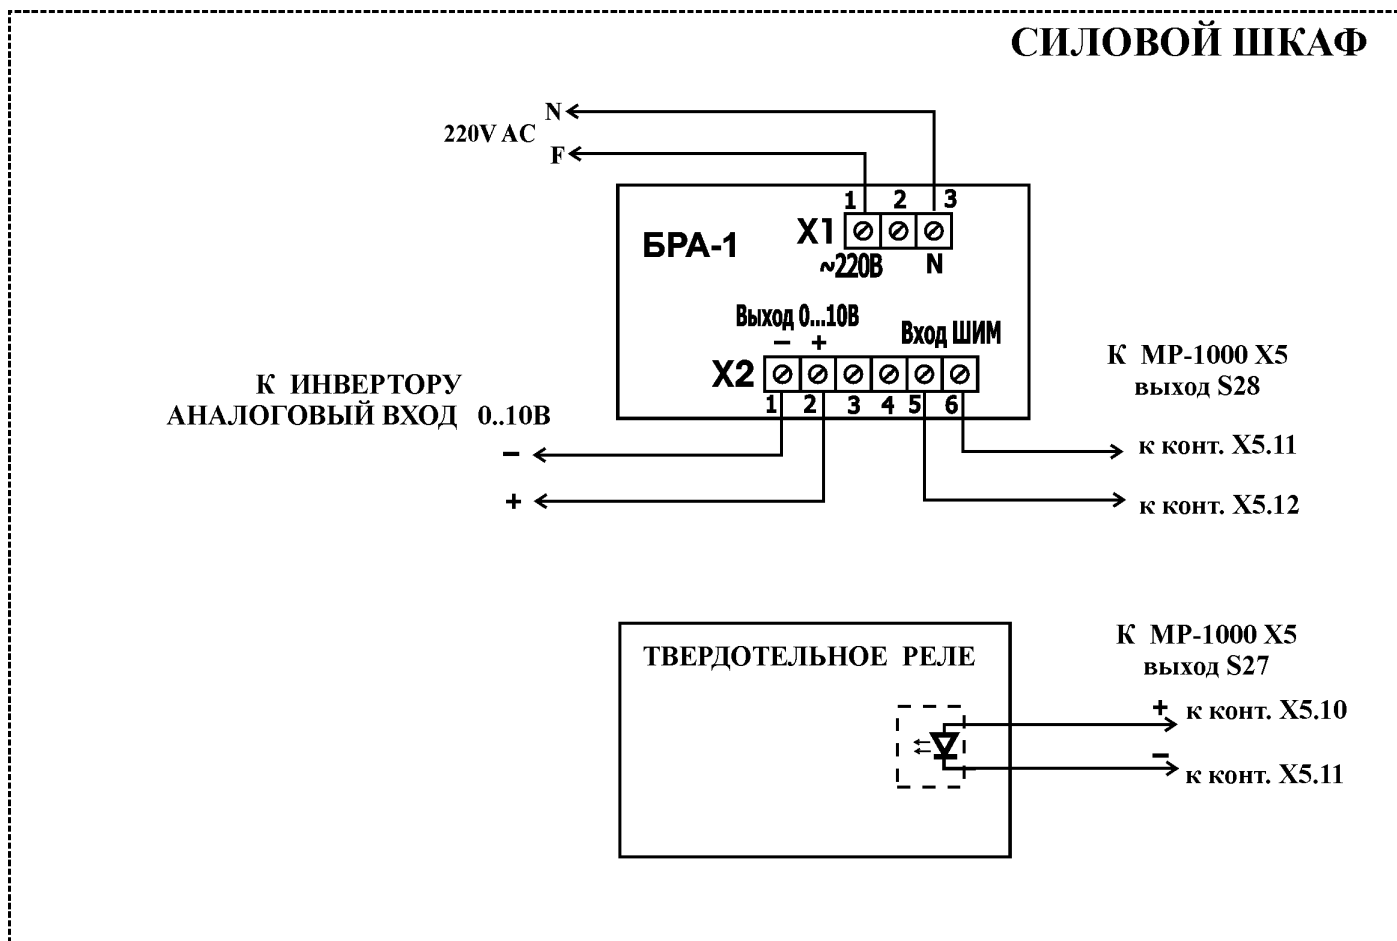 СИЛОВОЙ ШКАФ
N
220V AC
F
1 2 3
БРА-1
X1
~220В N
Выход 0...10В
Вход ШИМ
− +
X2
1 2 3 4 5 6
К ИНВЕРТОРУ
АНАЛОГОВЫЙ ВХОД 0..10В
−
+
К МР-1000 X5
выход S28
к конт. X5.11
к конт. X5.12
ТВЕРДОТЕЛЬНОЕ РЕЛЕ
К МР-1000 X5
выход S27
+ к конт. X5.10
− к конт. X5.11